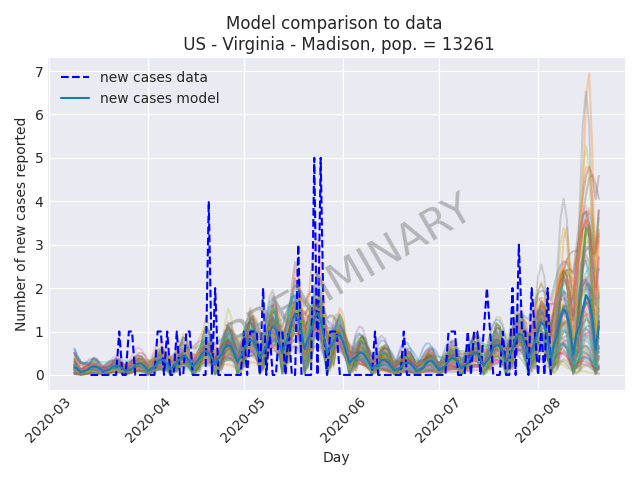 Model comparison to data
US - Virginia - Madison, pop. = 13261
new cases data
new cases model
PRELIMINARY
Number of new cases reported
7
6
5
4
3
2
1
0
2020-03
2020-04
2020-05
2020-06
2020-07
2020-08
Day